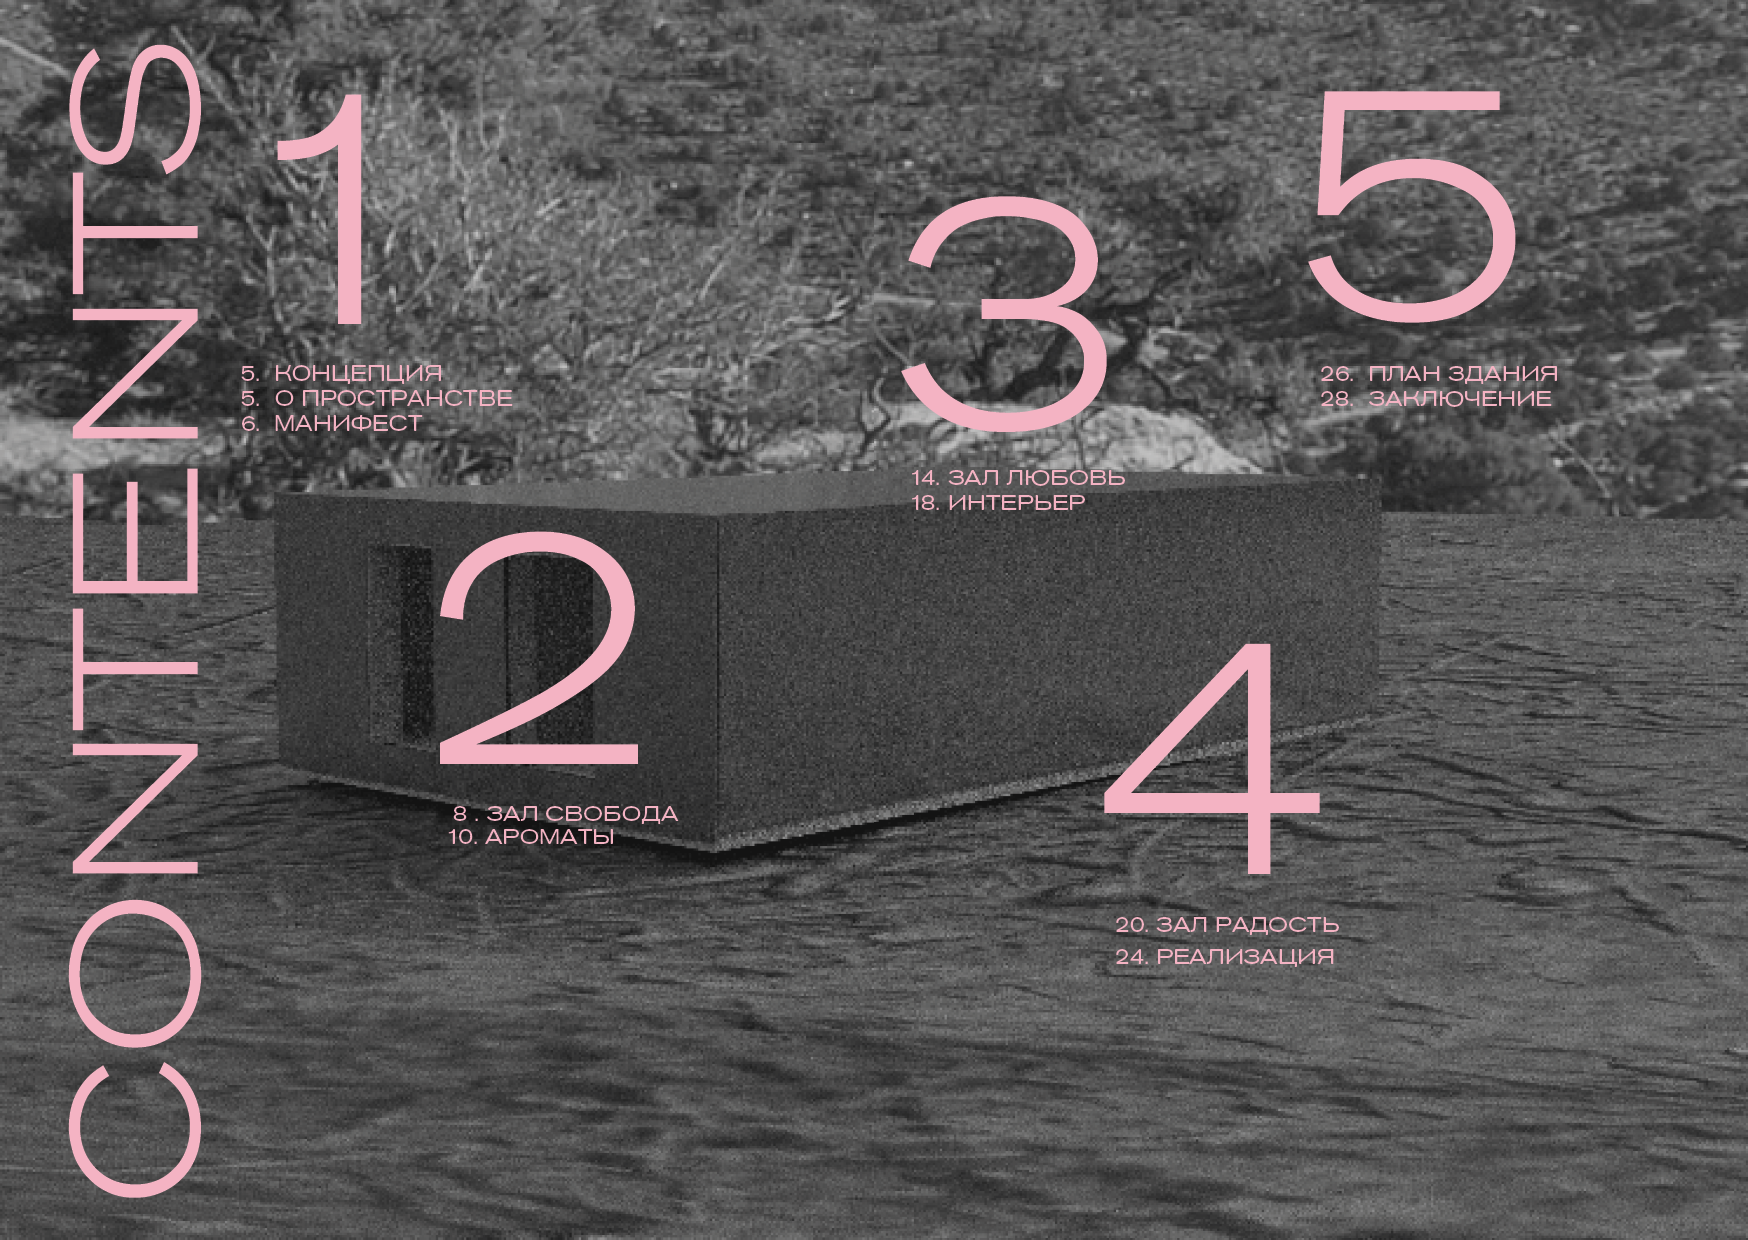 CONTENTS
1
5. КОНЦЕПЦИЯ
5. О ПРОСТРАНСТВЕ
6. МАНИФЕСТ
2
8 . ЗАЛ СВОБОДА
10. АРОМАТЫ
3
14. ЗАЛ ЛЮБОВЬ
18. ИНТЕРЬЕР
4
20. ЗАЛ РАДОСТЬ
24. РЕАЛИЗАЦИЯ
5
26. ПЛАН ЗДАНИЯ
28. ЗАКЛЮЧЕНИЕ